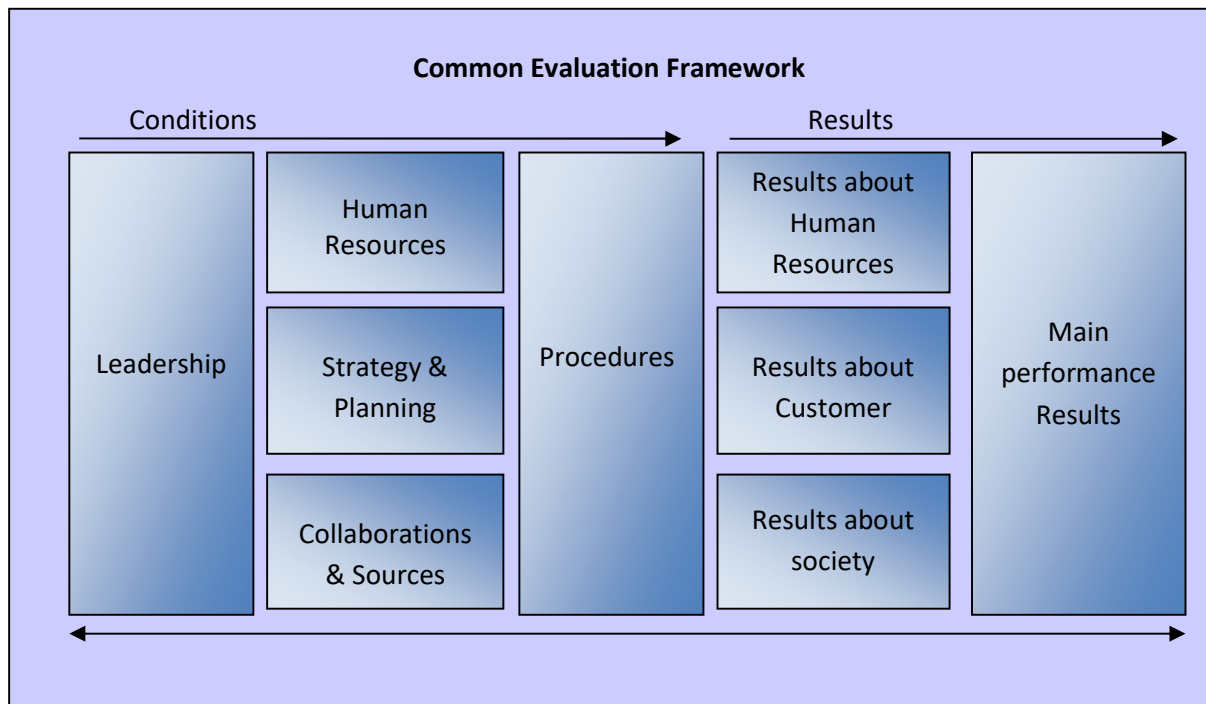 Common Evaluation Framework
Conditions
Results
Leadership
Human
Resources
Strategy &
Planning
Collaborations
& Sources
Procedures
Results about
Human
Resources
Results about
Customer
Results about
society
Main
performance
Results